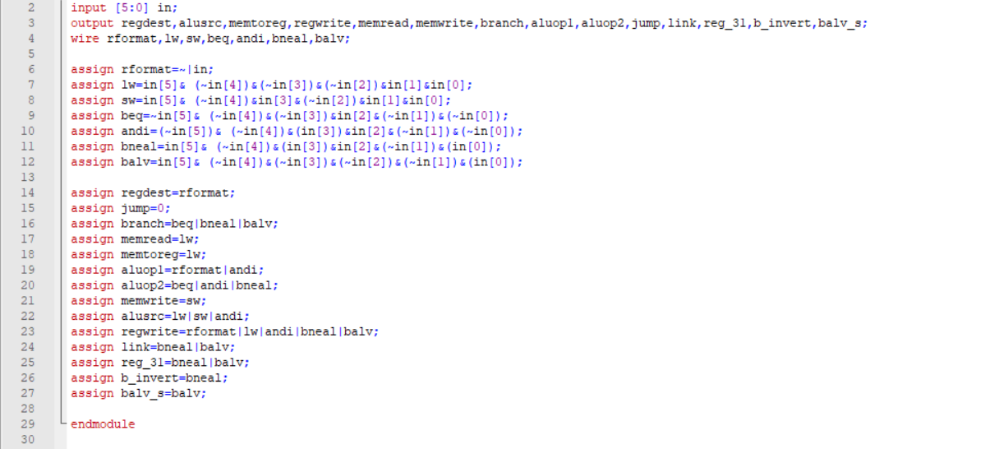 2 input [5:0] in;
3 output regdest,alusrc,memtoreg,regwrite,memread,memwrite,branch,aluop1,aluop2,jump,link,reg_31,b_invert,balv_s;
4 wire rformat,lw,sw,beq,andi,bneal,balv;
5
6 assign rformat=~|in;
7 assign lw=in[5]& (~in[4])&(~in[3])&(~in[2])&in[1]&in[0];
8 assign sw=in[5]& (~in[4])&in[3]&(~in[2])&in[1]&in[0];
9 assign beq=~in[5]& (~in[4])&(~in[3])&in[2]&(~in[1])&(~in[0]);
10 assign andi=(~in[5])& (~in[4])&(in[3])&in[2]&(~in[1])&(~in[0]);
11 assign bneal=in[5]& (~in[4])&(in[3])&in[2]&(~in[1])&(in[0]);
12 assign balv=in[5]& (~in[4])&(~in[3])&(~in[2])&(~in[1])&(in[0]);
13
14 assign regdest=rformat;
15 assign jump=0;
16 assign branch=beq|bneal|balv;
17 assign memread=lw;
18 assign memtoreg=lw;
19 assign aluop1=rformat|andi;
20 assign aluop2=beq|andi|bneal;
21 assign memwrite=sw;
22 assign alusrc=lw|sw|andi;
23 assign regwrite=rformat|lw|andi|bneal|balv;
24 assign link=bneal|balv;
25 assign reg_31=bneal|balv;
26 assign b_invert=bneal;
27 assign balv_s=balv;
28
29 endmodule
30